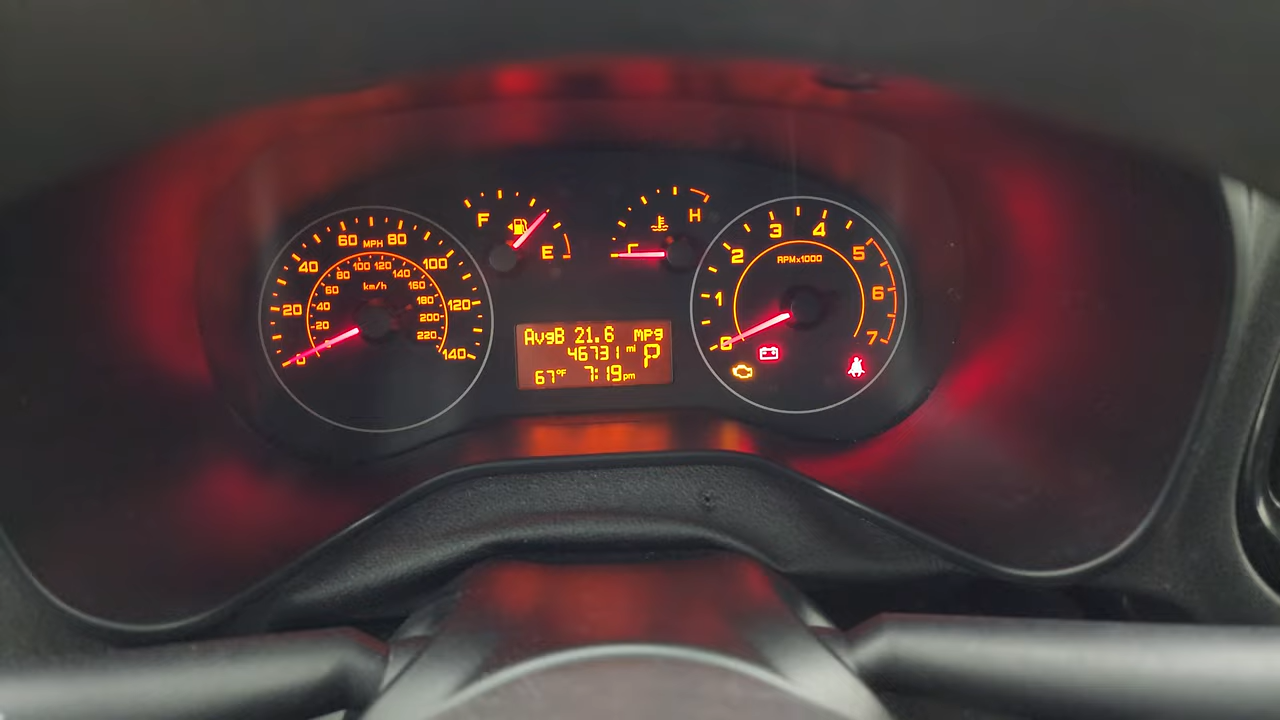 60 MPH 80
40 100
20 120
0 140
80 100 120 140
60 160
40 180
20 200
220
km/h
F E
C H
AvgB 21.6 mpg
46731 mi P
67°F 7:19pm
3 4
2 5
1 6
0 7
RPMx1000